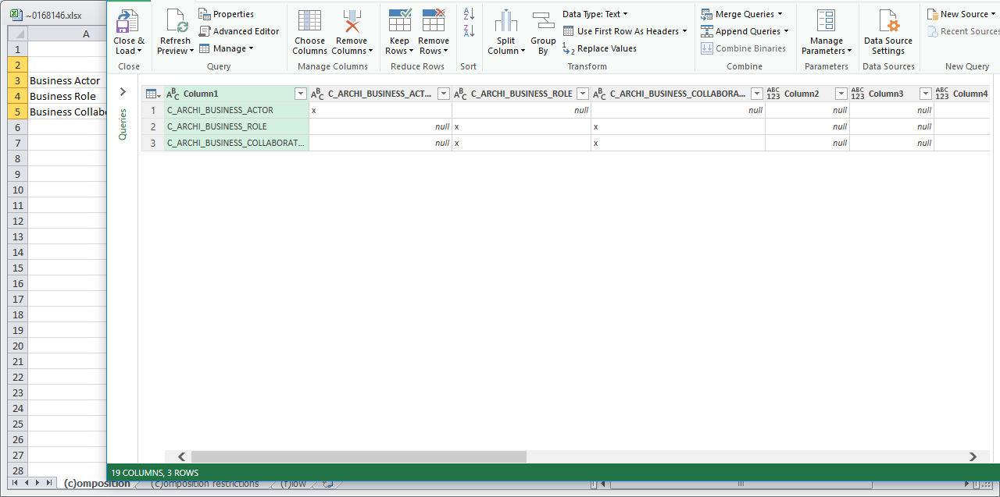 ~0168146.xlsx
A
1
2
3 Business Actor
4 Business Role
5 Business Collabo
6
7
8
9
10
11
12
13
14
15
16
17
18
19
20
21
22
23
24
25
26
27
28
Close & Load
Close
Refresh Preview
Properties
Advanced Editor
Manage
Query
Choose Columns
Remove Columns
Manage Columns
Keep Rows
Remove Rows
Reduce Rows
Sort
Split Column
Group By
Data Type: Text
Use First Row As Headers
Replace Values
Transform
Merge Queries
Append Queries
Combine Binaries
Combine
Manage Parameters
Parameters
Data Source Settings
Data Sources
New Source
Recent Sources
New Query
Queries
Column1 C_ARCHI_BUSINESS_ACT... C_ARCHI_BUSINESS_ROLE C_ARCHI_BUSINESS_COLLABORA... Column2 Column3 Column4
1 C_ARCHI_BUSINESS_ACTOR x null null null null
2 C_ARCHI_BUSINESS_ROLE null x x null null
3 C_ARCHI_BUSINESS_COLLABORAT... null x x null null
19 COLUMNS, 3 ROWS
(c)omposition (c)omposition restrictions (f)low